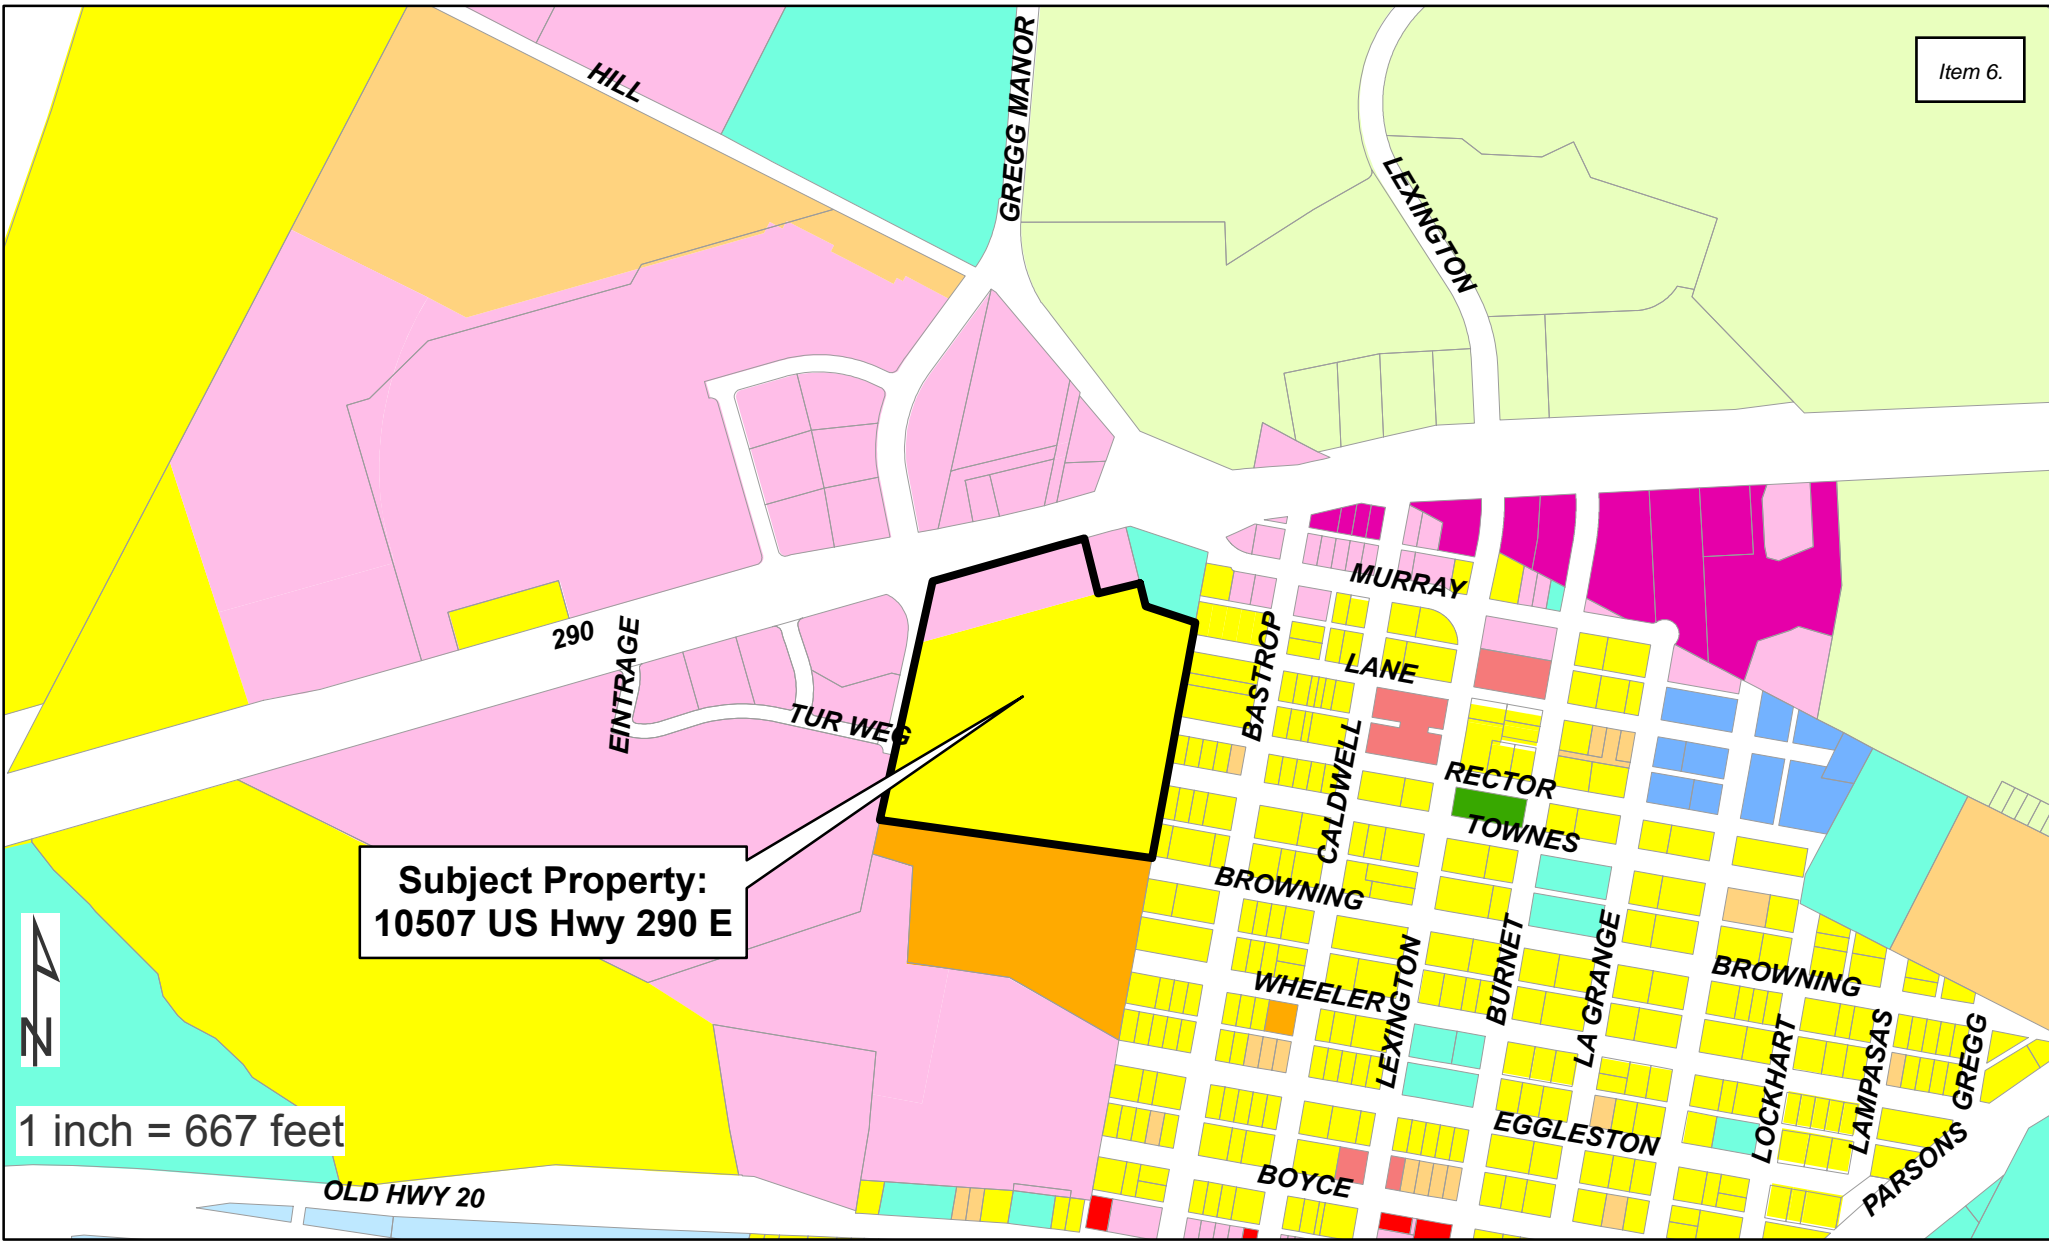 Item 6.
HILL
GREGG MANOR
LEXINGTON
290
EINTRAGE
TUR WEG
MURRAY
BASTROP
LANE
CALDWELL
RECTOR
TOWNES
BROWNING
Subject Property:
10507 US Hwy 290 E
WHEELER
LEXINGTON
BURNET
LA GRANGE
BROWNING
LOCKHART
LAMPASAS
GREGG
N
1 inch = 667 feet
EGGLESTON
BOYCE
PARSONS
OLD HWY 20